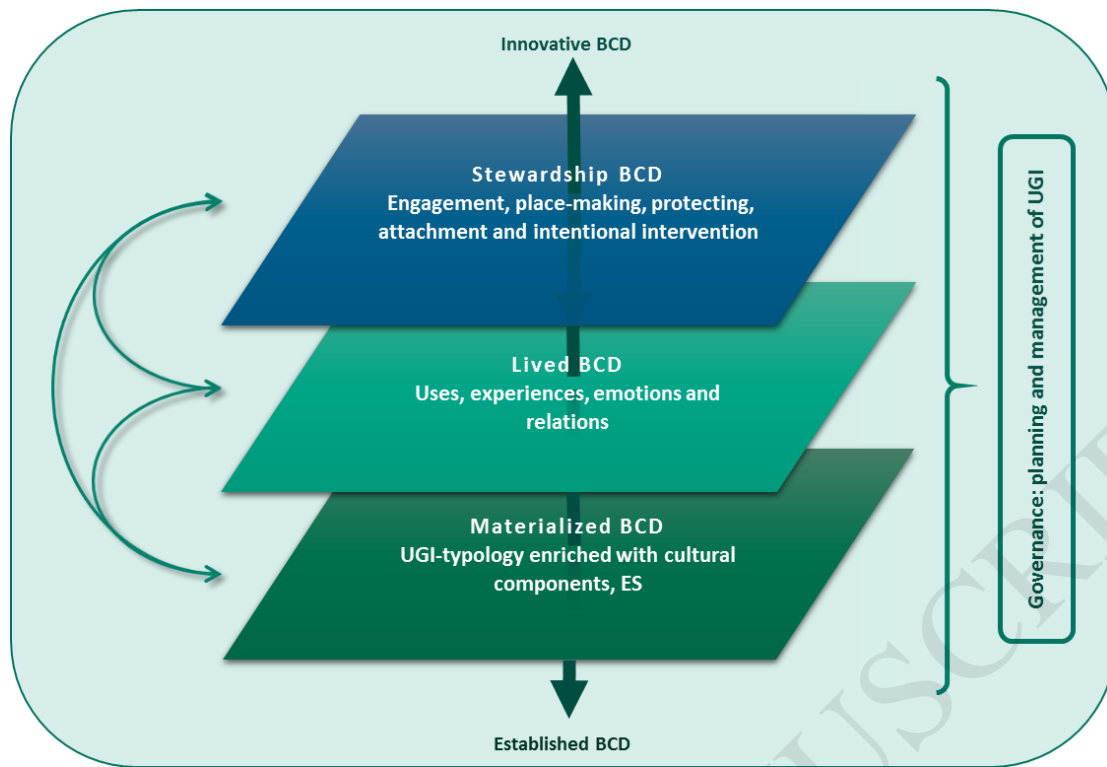 Innovative BCD
Stewardship BCD
Engagement, place-making, protecting,
attachment and intentional intervention
Lived BCD
Uses, experiences, emotions and
relations
Materialized BCD
UGI-typology enriched with cultural
components, ES
Established BCD
Governance: planning and management of UGI
USCRI